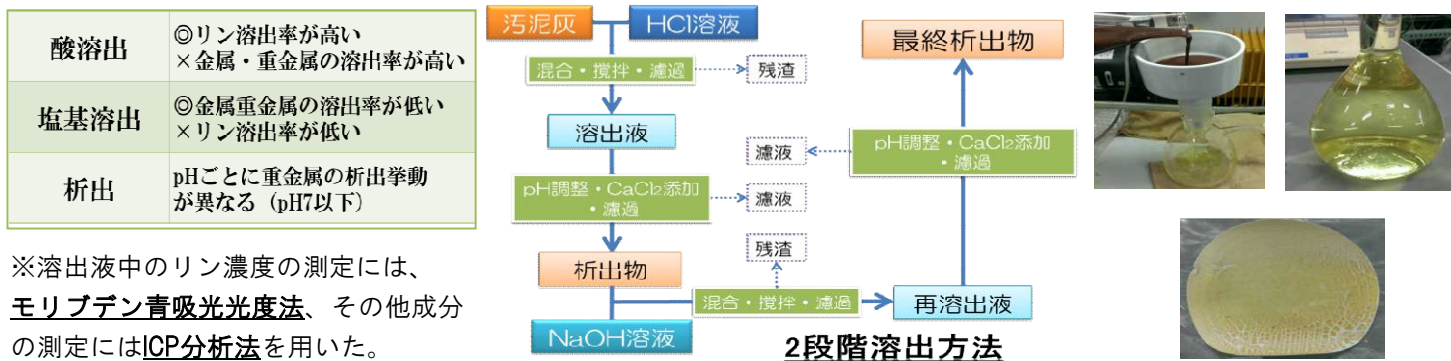 酸溶出
◎リン溶出率が高い
×金属・重金属の溶出率が高い
塩基溶出
◎金属重金属の溶出率が低い
×リン溶出率が低い
析出
pHごとに重金属の析出挙動
が異なる（pH7以下）
※溶出液中のリン濃度の測定には、
モリブデン青吸光光度法、その他成分
の測定にはICP分析法を用いた。
汚泥灰
HCl溶液
混合・撹拌・濾過
残渣
溶出液
pH調整・CaCl₂添加
・濾過
濾液
析出物
NaOH溶液
残渣
混合・撹拌・濾過
再溶出液
pH調整・CaCl₂添加
・濾過
濾液
最終析出物
2段階溶出方法